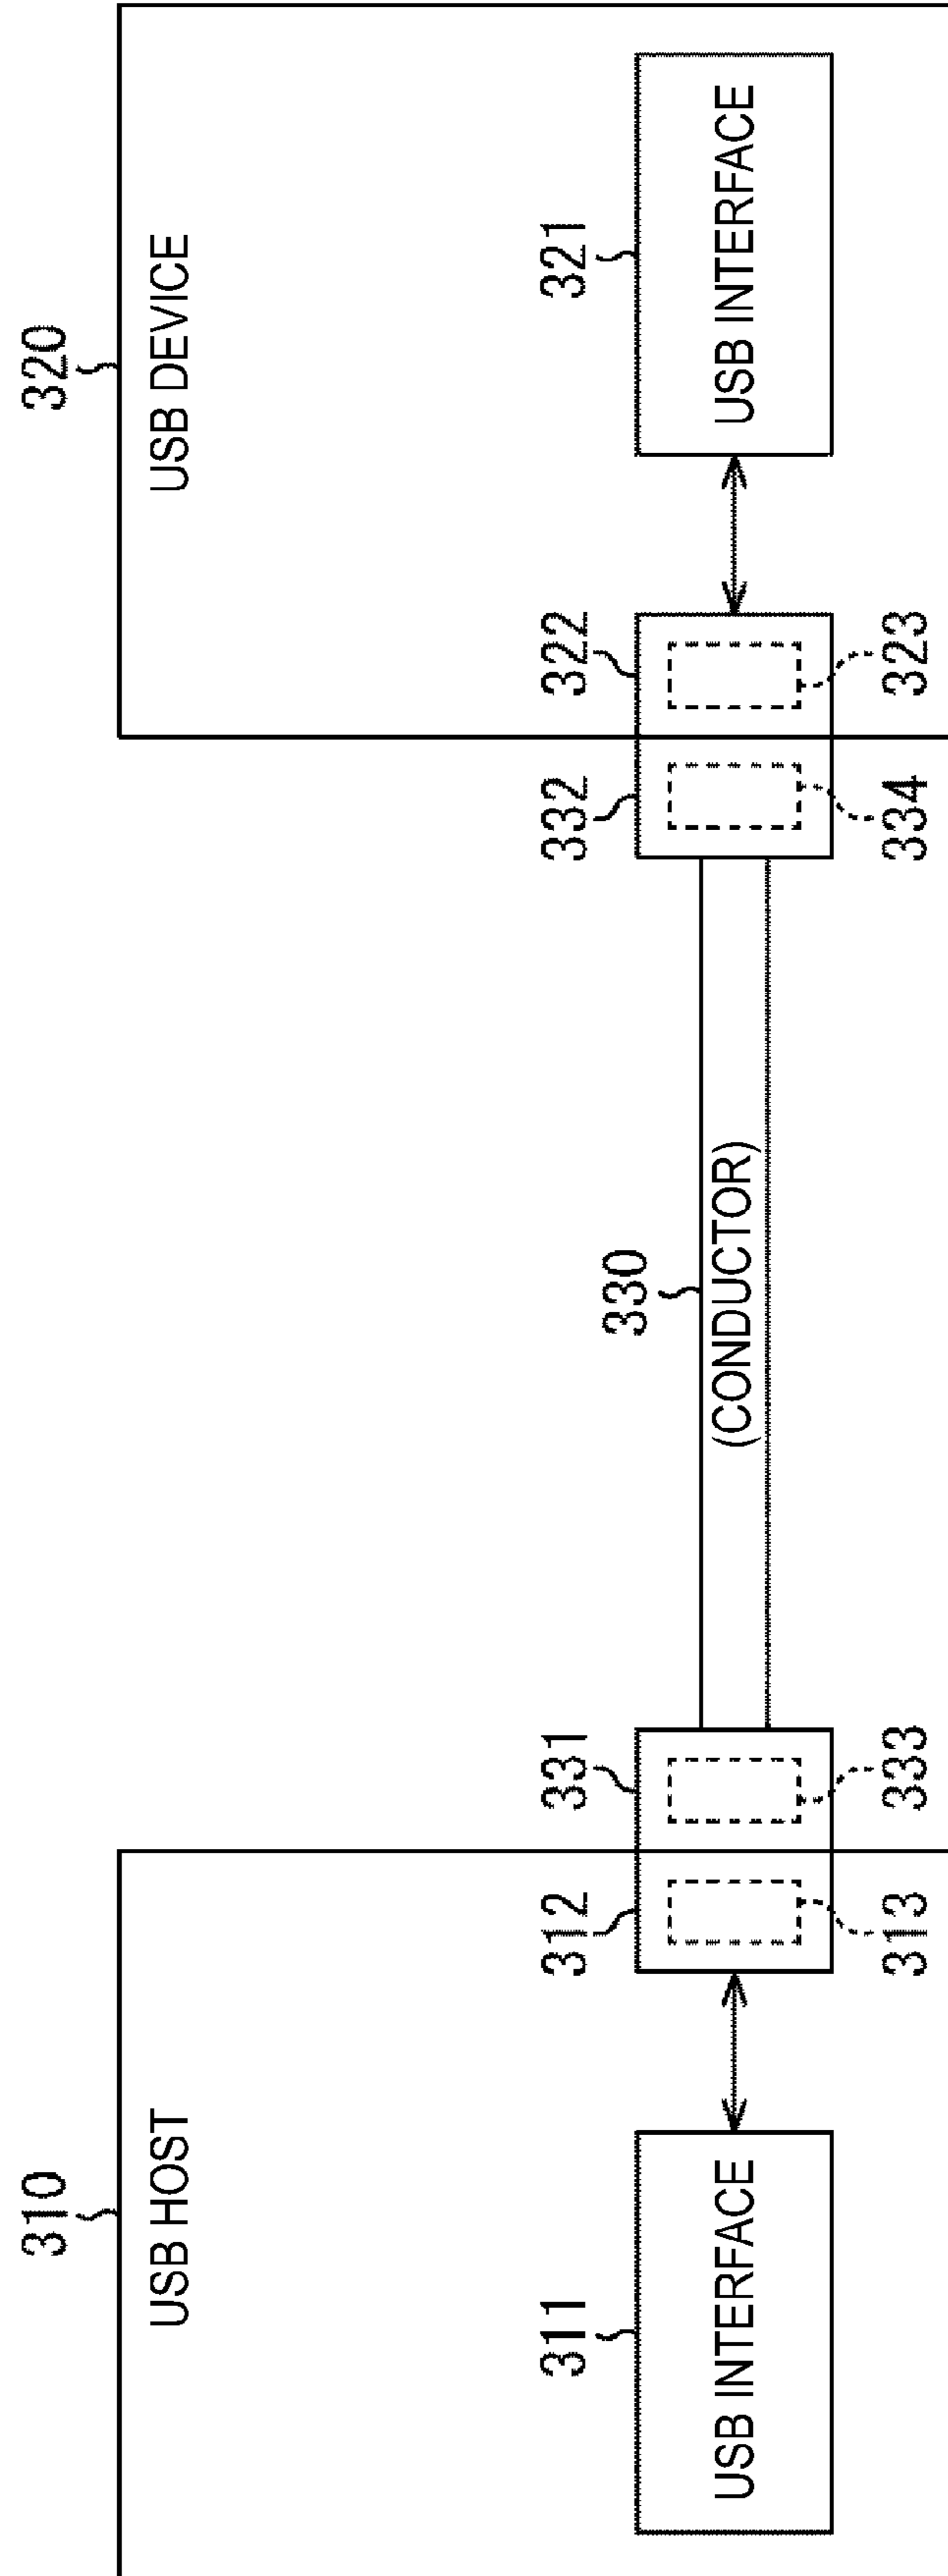 310
USB HOST
311
USB INTERFACE
312
313
331
333
330
(CONDUCTOR)
332
334
320
USB DEVICE
322
323
321
USB INTERFACE